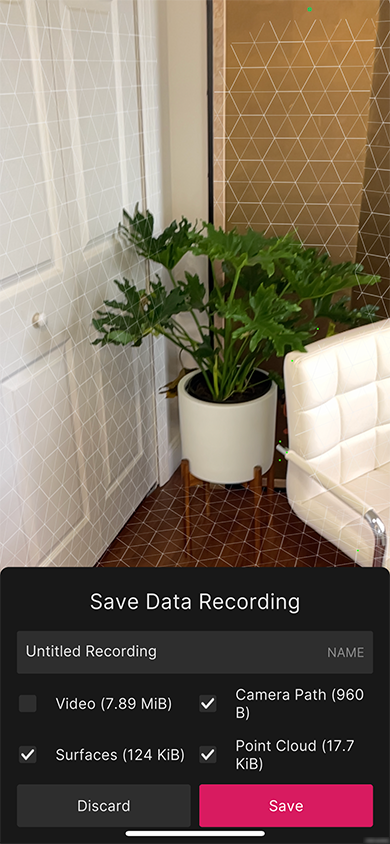 Save Data Recording
Untitled Recording NAME
Video (7.89 MiB)
Camera Path (960
B)
Surfaces (124 KiB)
Point Cloud (17.7
KiB)
Discard
Save